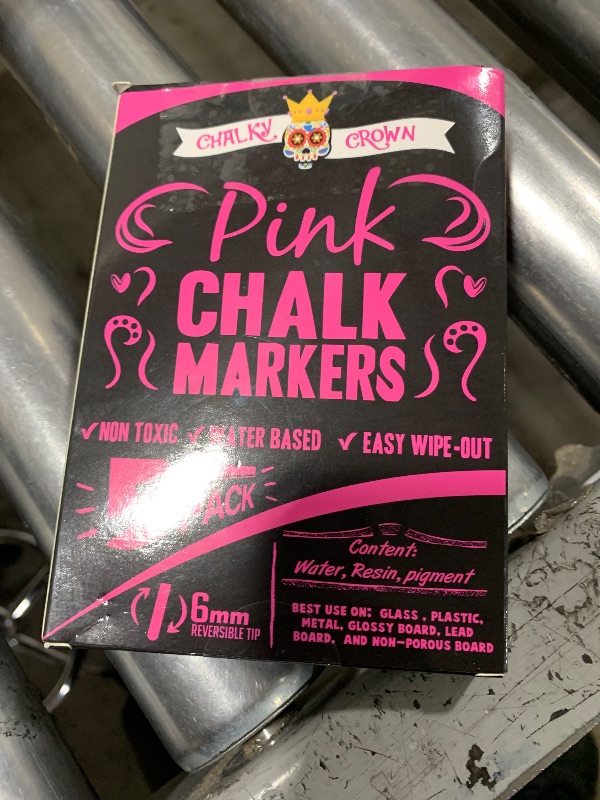 CHALKY CROWN
Pink
CHALK
MARKERS
✓ NON TOXIC ✓ WATER BASED ✓ EASY WIPE-OUT
PACK
Content:
Water, Resin, pigment
6mm
REVERSIBLE TIP
BEST USE ON: GLASS, PLASTIC,
METAL, GLOSSY BOARD, LEAD
BOARD, AND NON-POROUS BOARD